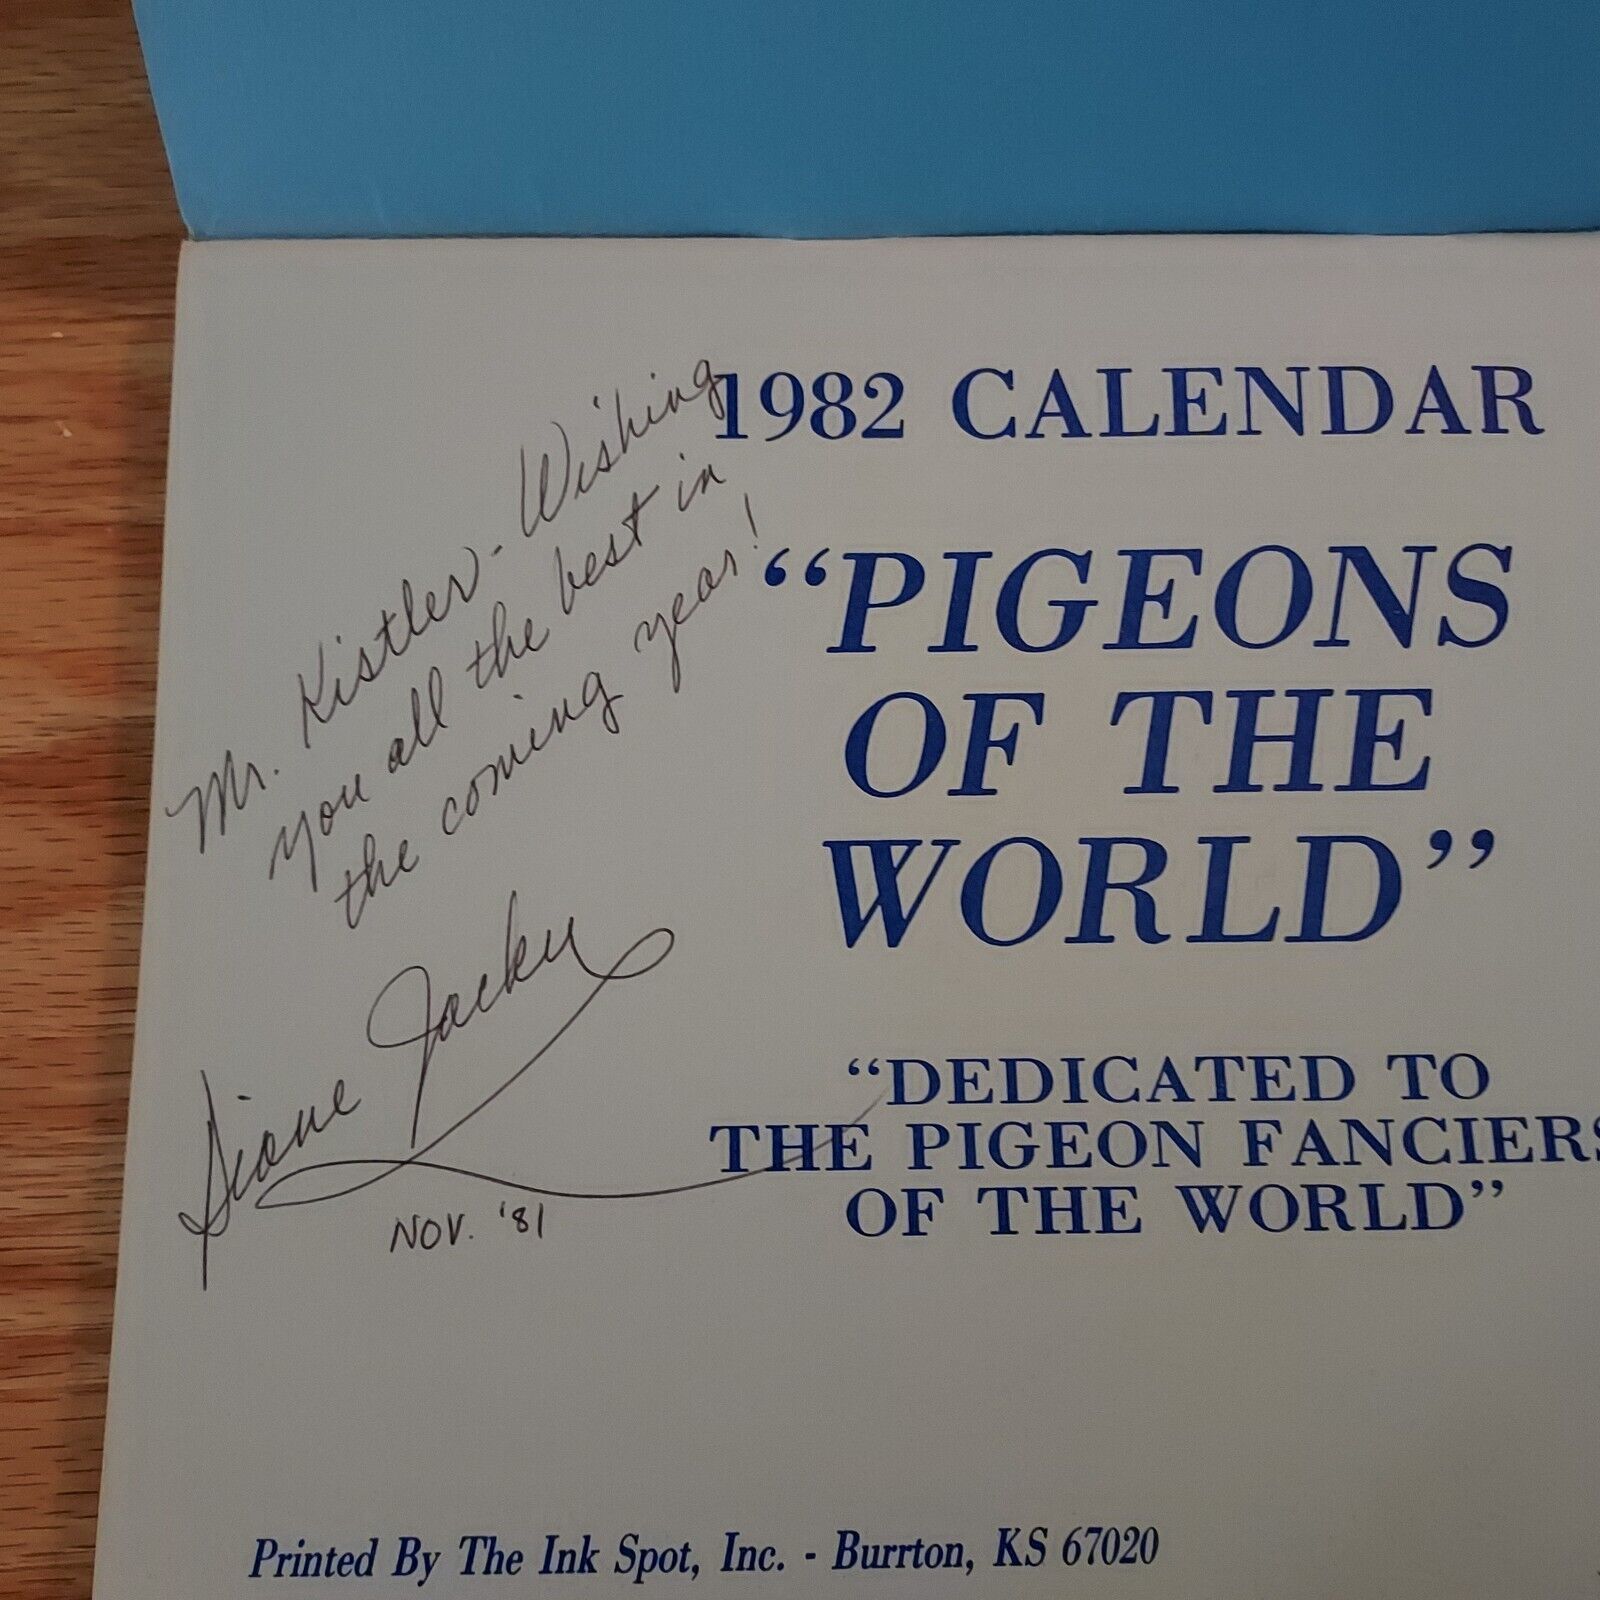 Mr. Kistler - Wishing
you all the best in
the coming year!
Diane Jacky
NOV. '81
1982 CALENDAR
"PIGEONS
OF THE
WORLD"
"DEDICATED TO
THE PIGEON FANCIERS
OF THE WORLD"
Printed By The Ink Spot, Inc. - Burrton, KS 67020